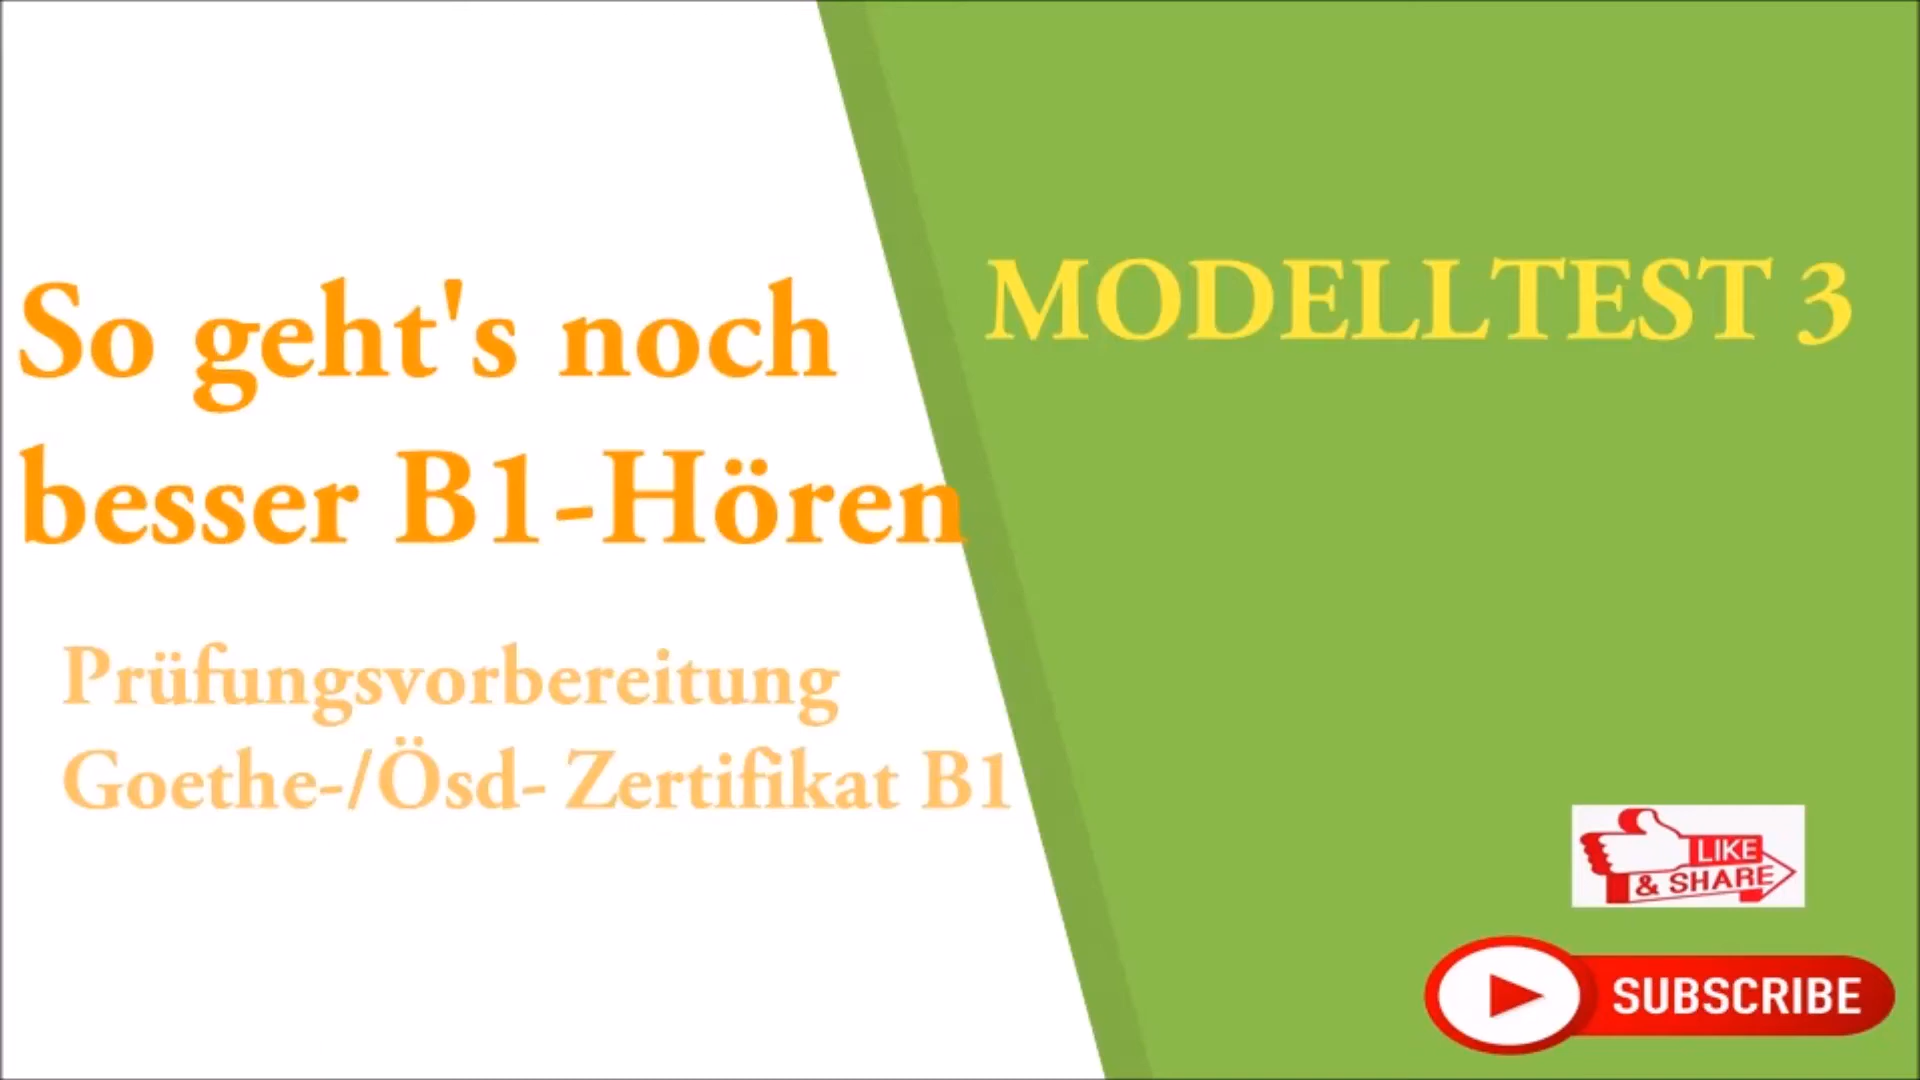 So geht's noch
besser B1-Hören
Prüfungsvorbereitung
Goethe-/Ösd- Zertifikat B1
MODELLTEST 3
LIKE
& SHARE
SUBSCRIBE